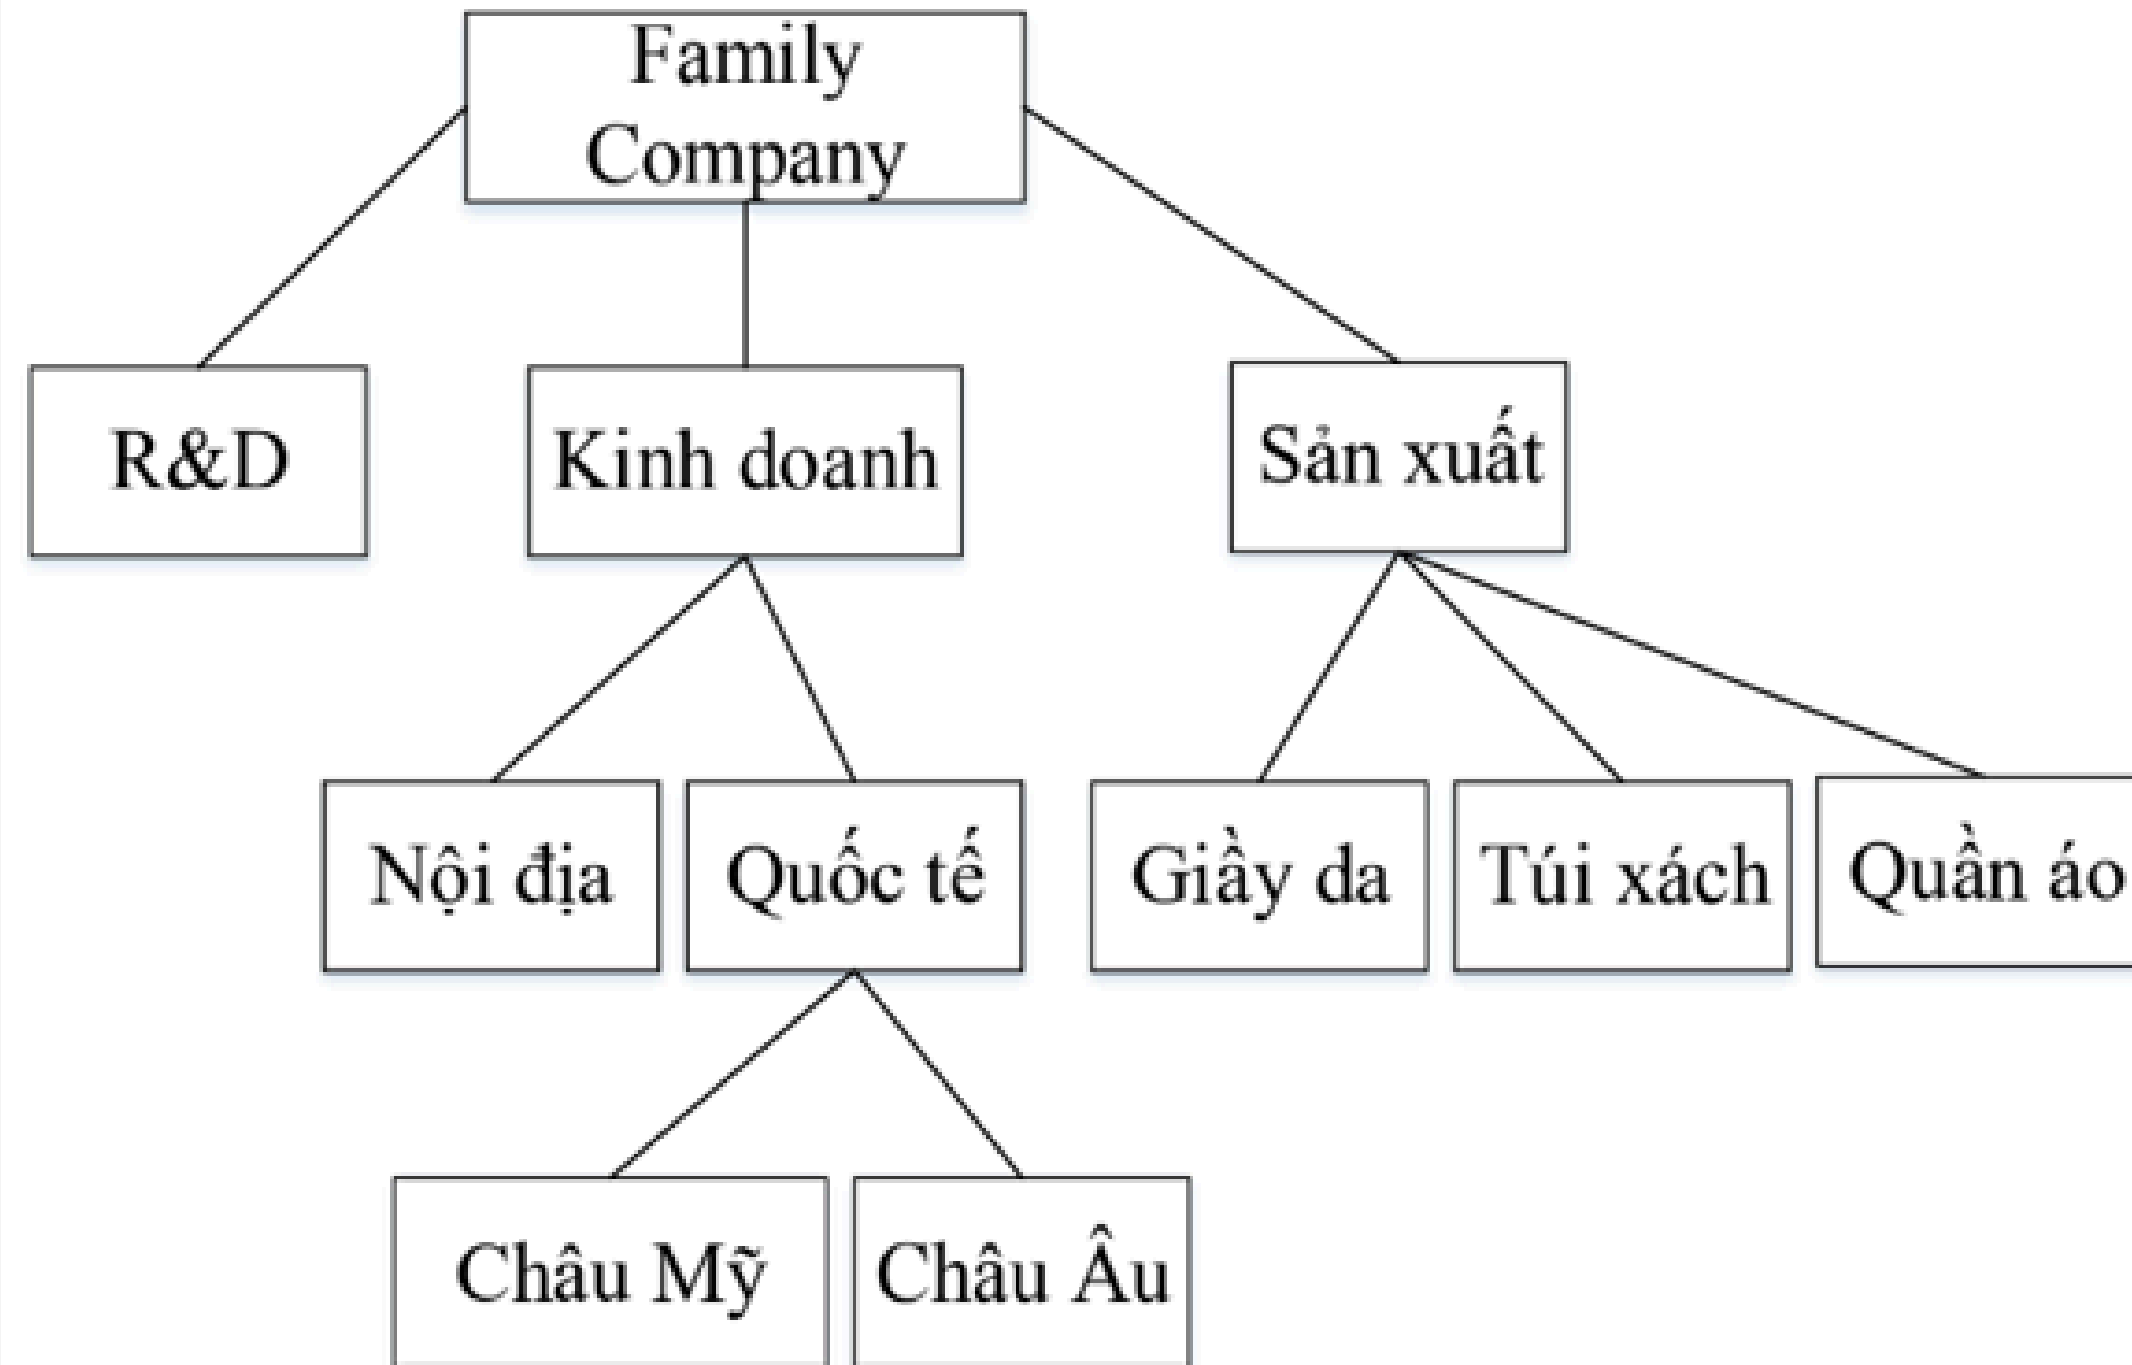 Family
Company
R&D
Kinh doanh
Sản xuất
Nội địa
Quốc tế
Giầy da
Túi xách
Quần áo
Châu Mỹ
Châu Âu